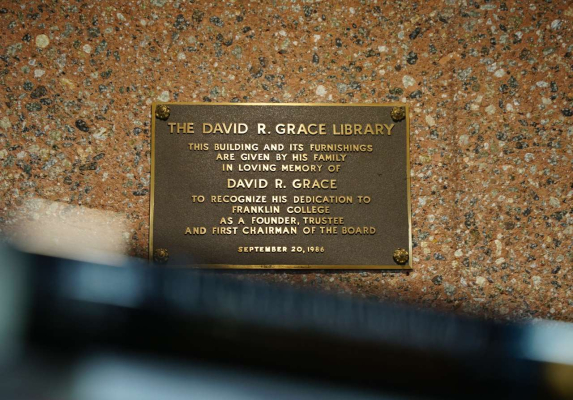 THE DAVID R. GRACE LIBRARY
THIS BUILDING AND ITS FURNISHINGS
ARE GIVEN BY HIS FAMILY
IN LOVING MEMORY OF
DAVID R. GRACE
TO RECOGNIZE HIS DEDICATION TO
FRANKLIN COLLEGE
AS A FOUNDER, TRUSTEE
AND FIRST CHAIRMAN OF THE BOARD
SEPTEMBER 20, 1986